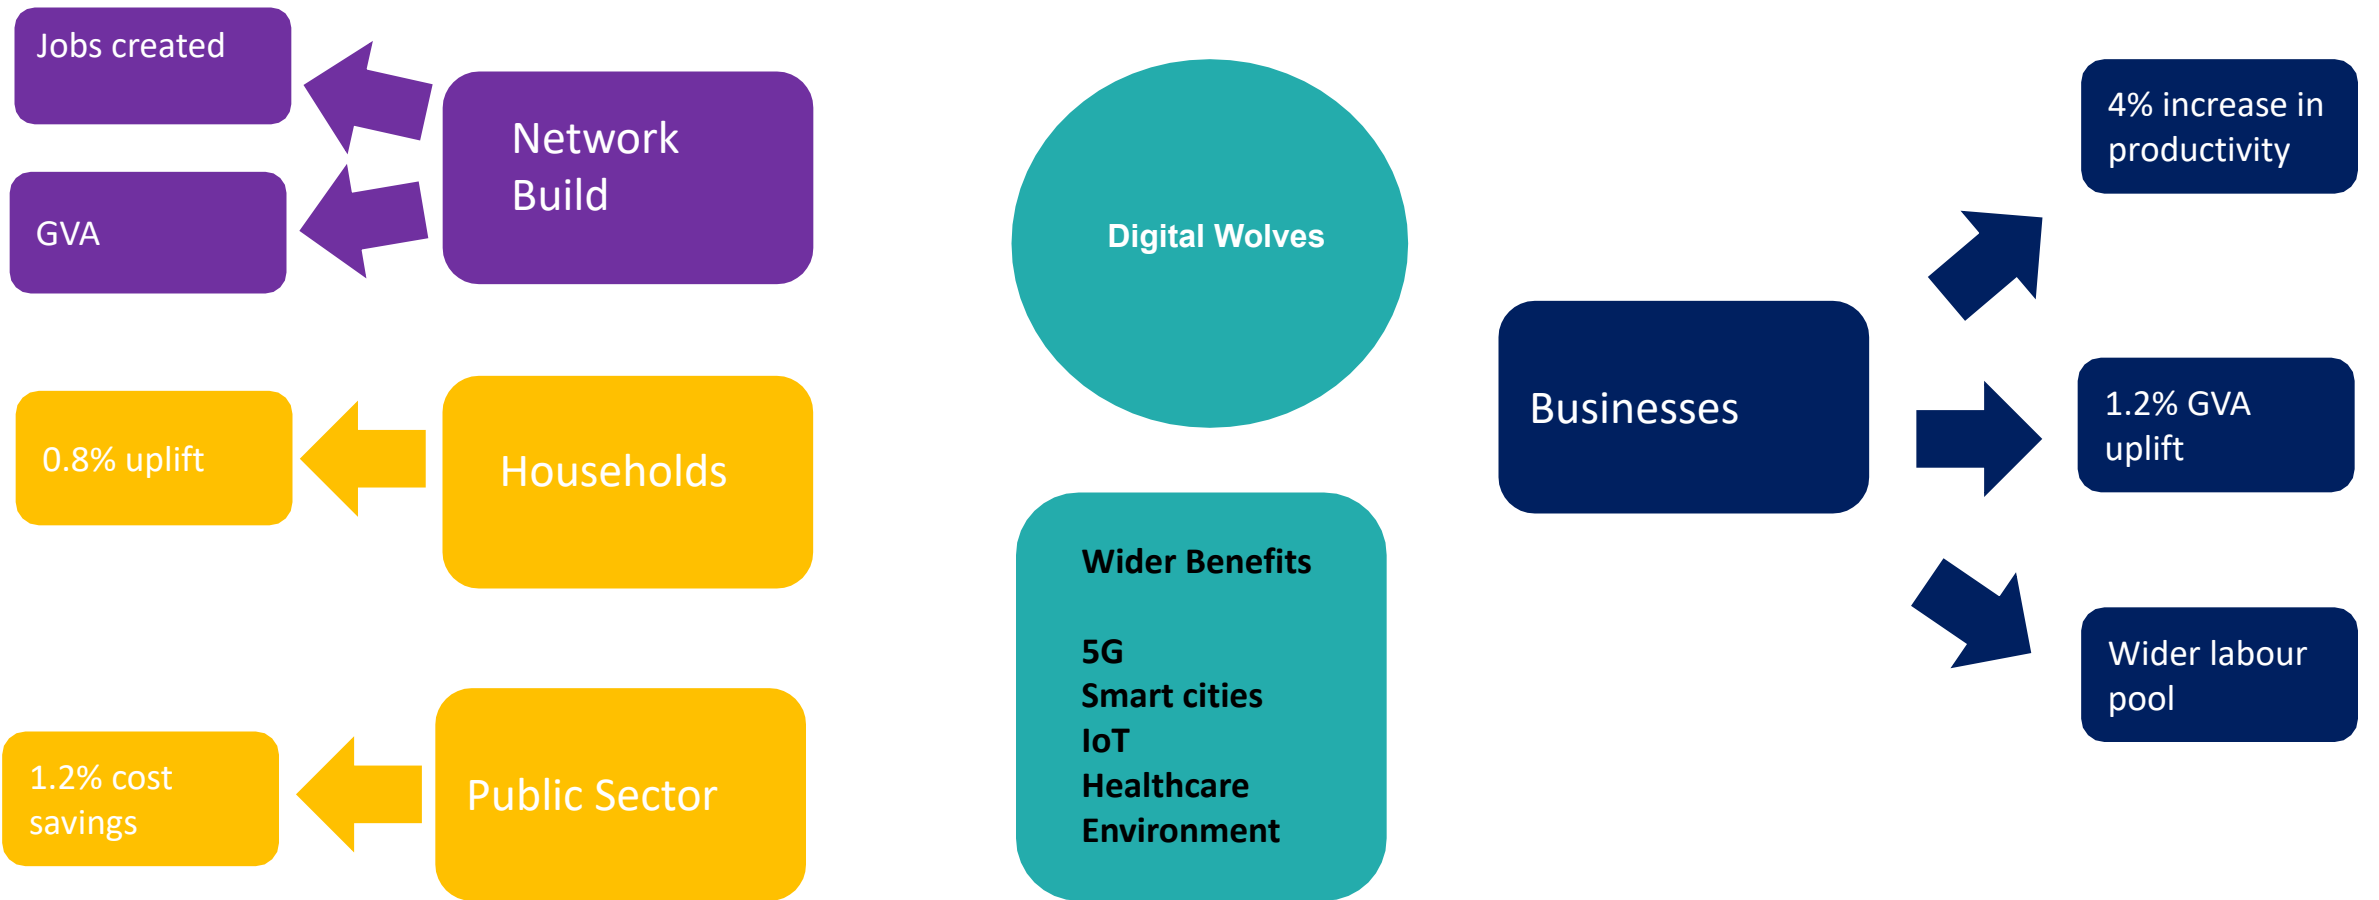 Jobs created
GVA
Network
Build
0.8% uplift
Households
1.2% cost
savings
Public Sector
Digital Wolves
Wider Benefits
5G
Smart cities
IoT
Healthcare
Environment
Businesses
4% increase in
productivity
1.2% GVA
uplift
Wider labour
pool